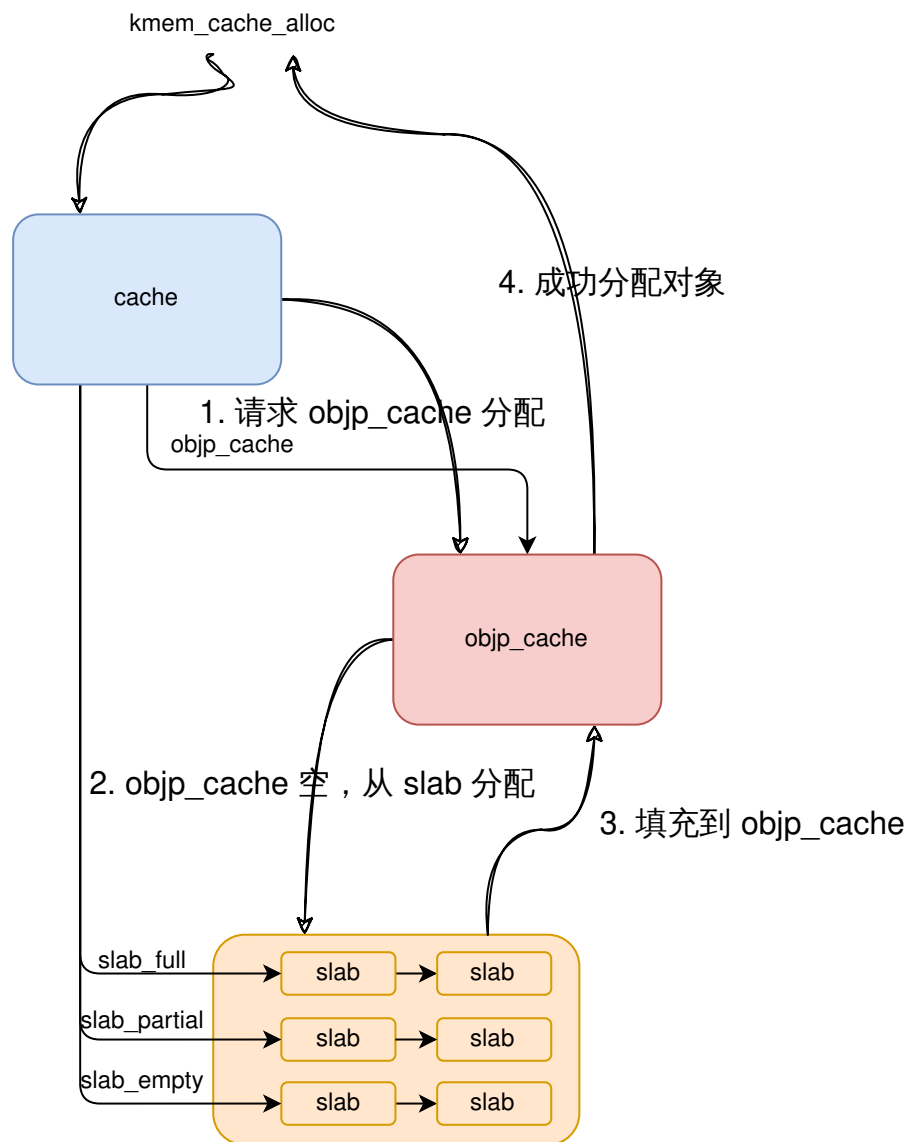 kmem_cache_alloc
cache
4. 成功分配对象
1. 请求 objp_cache 分配
objp_cache
objp_cache
2. objp_cache 空，从 slab 分配
3. 填充到 objp_cache
slab_full
slab
slab
slab_partial
slab
slab
slab_empty
slab
slab